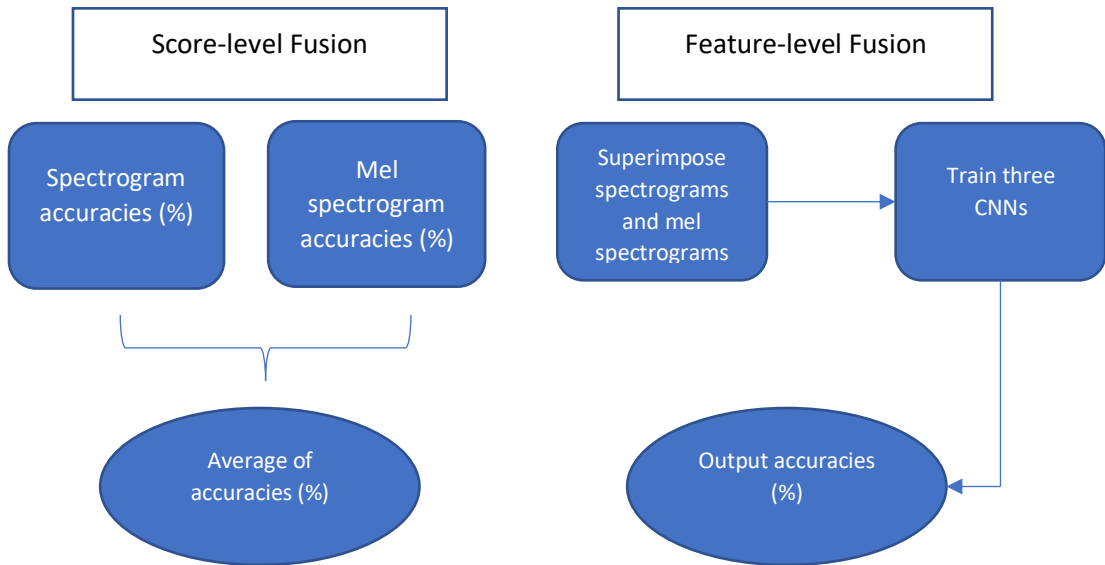 Score-level Fusion
Feature-level Fusion
Spectrogram
accuracies (%)
Mel
spectrogram
accuracies (%)
Superimpose
spectrograms
and mel
spectrograms
Train three
CNNs
Average of
accuracies (%)
Output accuracies
(%)